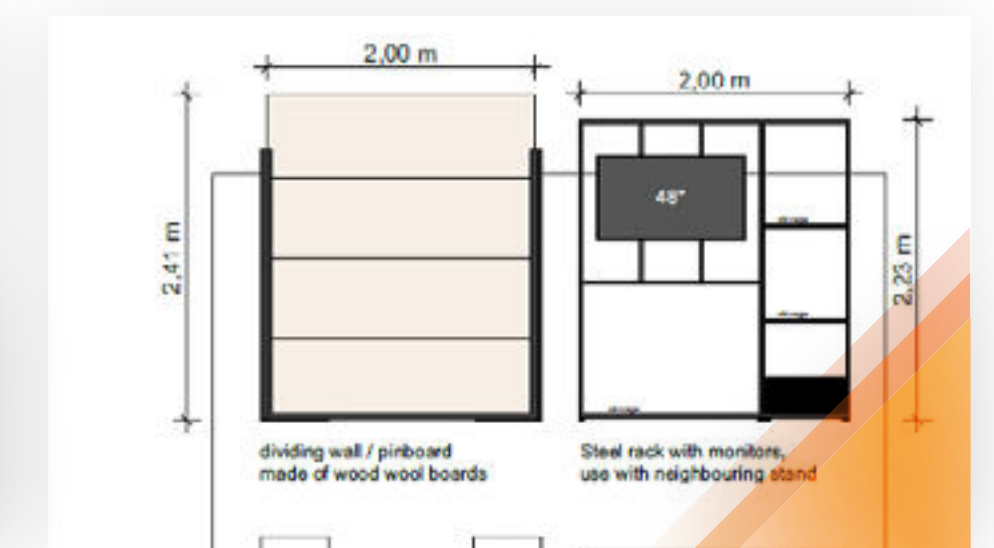 2,00 m
2,00 m
2,41 m
48"
2,23 m
dividing wall / pinboard
made of wood wool boards
Steel rack with monitors,
use with neighbouring stand